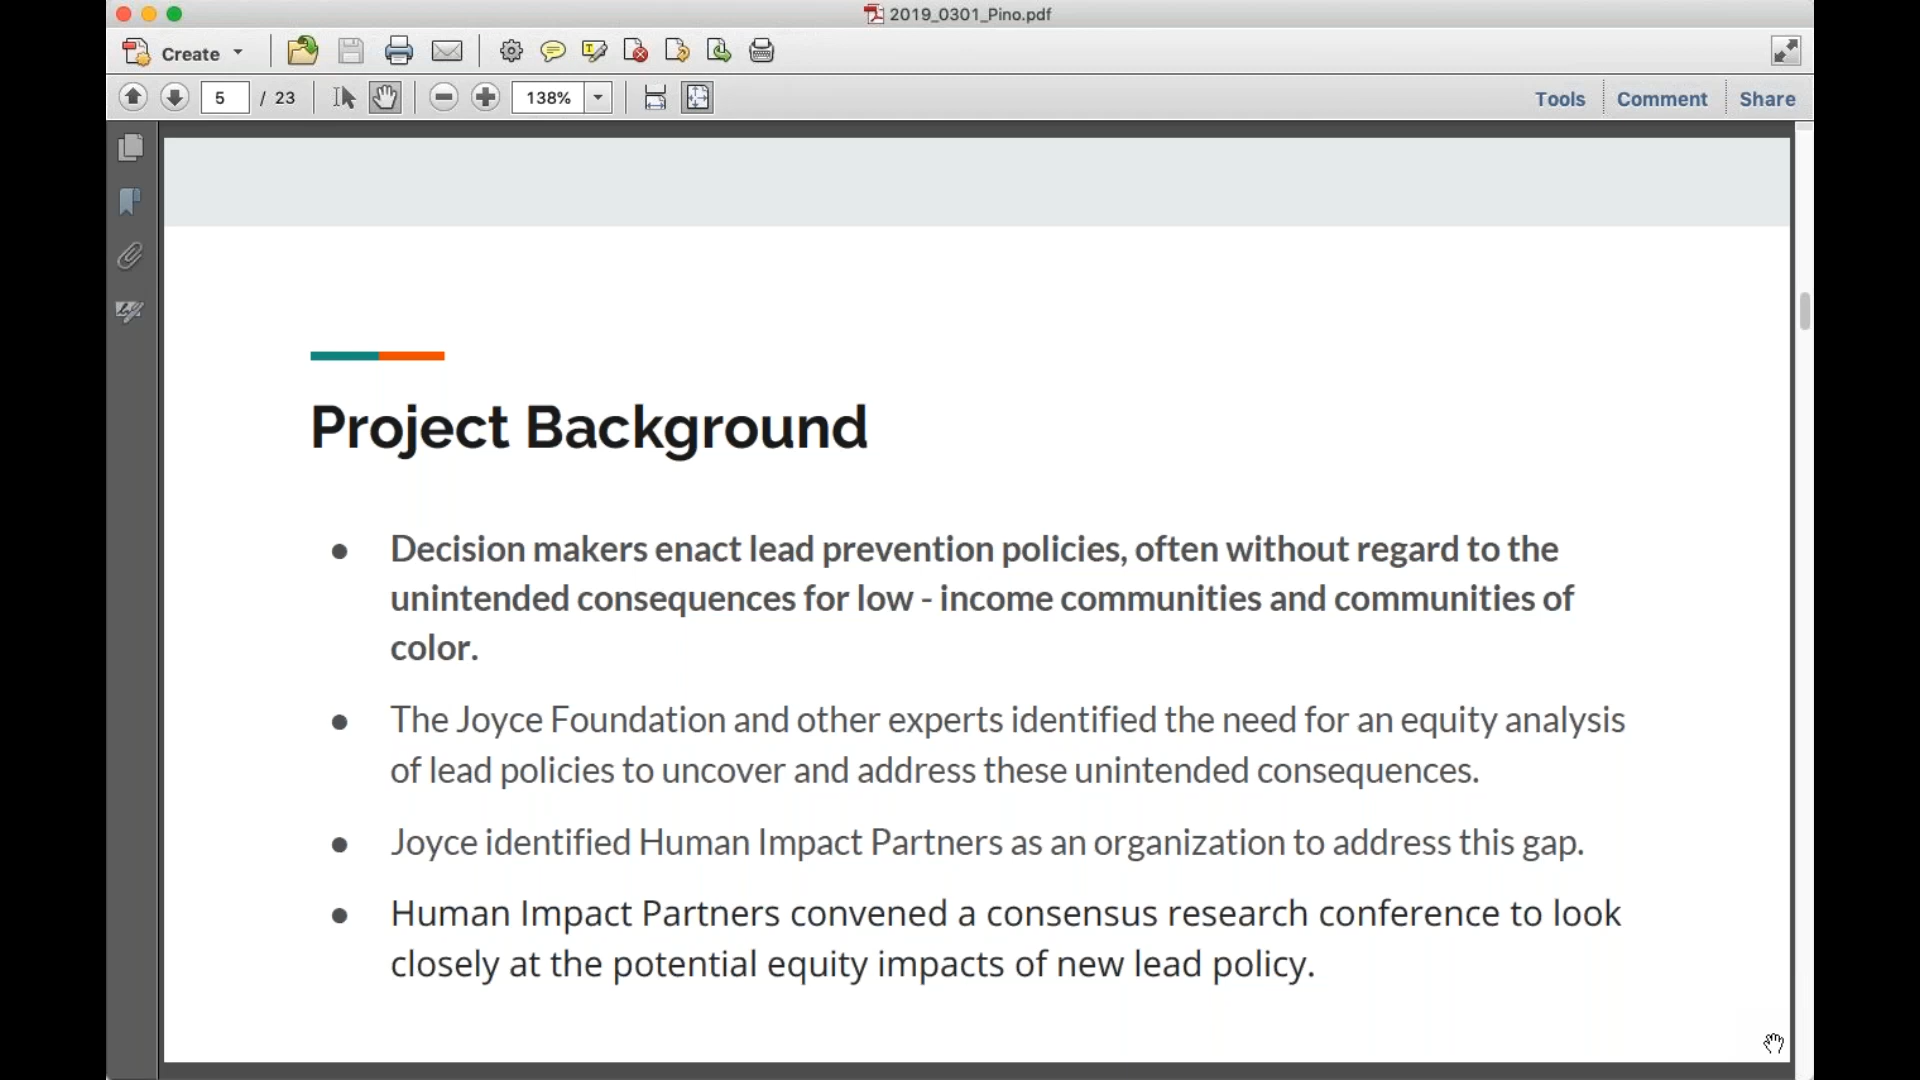 2019_0301_Pino.pdf
Create
5 / 23
138%
Tools
Comment
Share
Project Background
● Decision makers enact lead prevention policies, often without regard to the
unintended consequences for low - income communities and communities of
color.
● The Joyce Foundation and other experts identified the need for an equity analysis
of lead policies to uncover and address these unintended consequences.
● Joyce identified Human Impact Partners as an organization to address this gap.
● Human Impact Partners convened a consensus research conference to look
closely at the potential equity impacts of new lead policy.